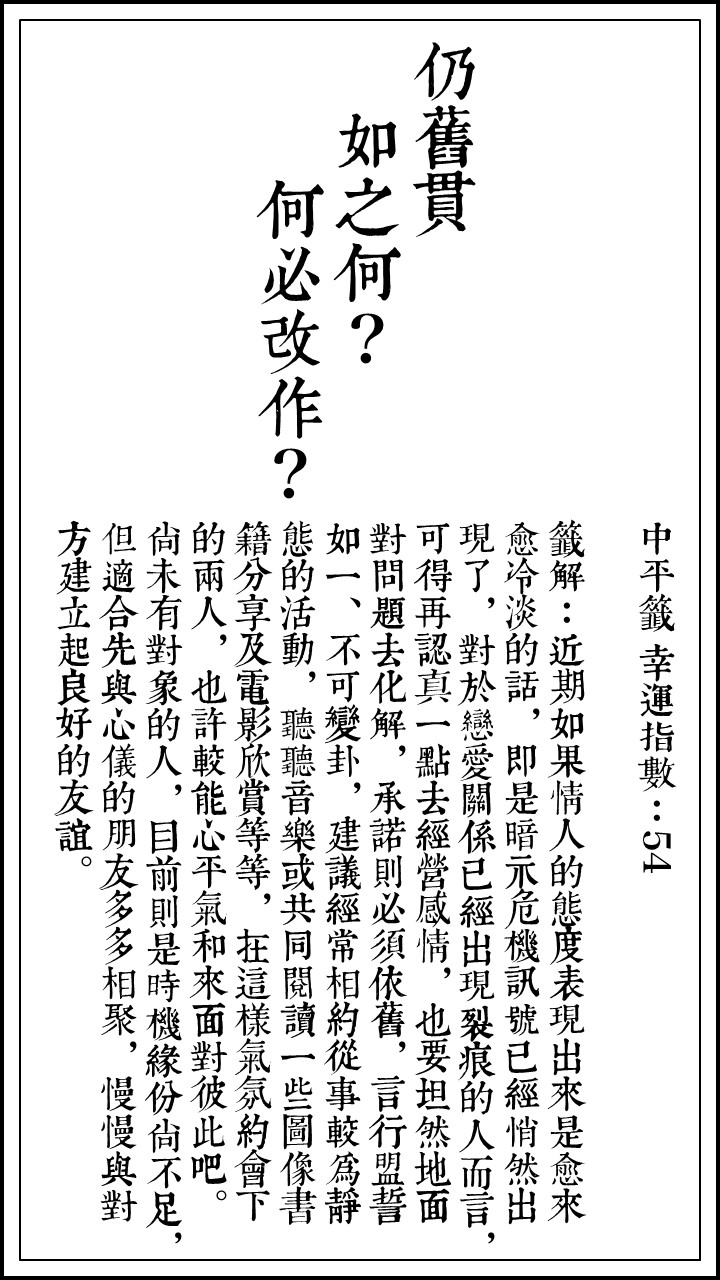 仍舊貫
如之何？
何必改作？
中平籤 幸運指數：54
籤解：近期如果情人的態度表現出來是愈來
愈冷淡的話，即是暗示危機訊號已經悄然出
現了，對於戀愛關係已經出現裂痕的人而言，
可得再認真一點去經營感情，也要坦然地面
對問題去化解，承諾則必須依舊，言行盟誓
如一、不可變卦，建議經常相約從事較為靜
態的活動，聽聽音樂或共同閱讀一些圖像書
籍分享及電影欣賞等等，在這樣氣氛約會下
的兩人，也許較能心平氣和來面對彼此吧。
尚未有對象的人，目前則是時機緣份尚不足，
但適合先與心儀的朋友多多相聚，慢慢與對
方建立起良好的友誼。